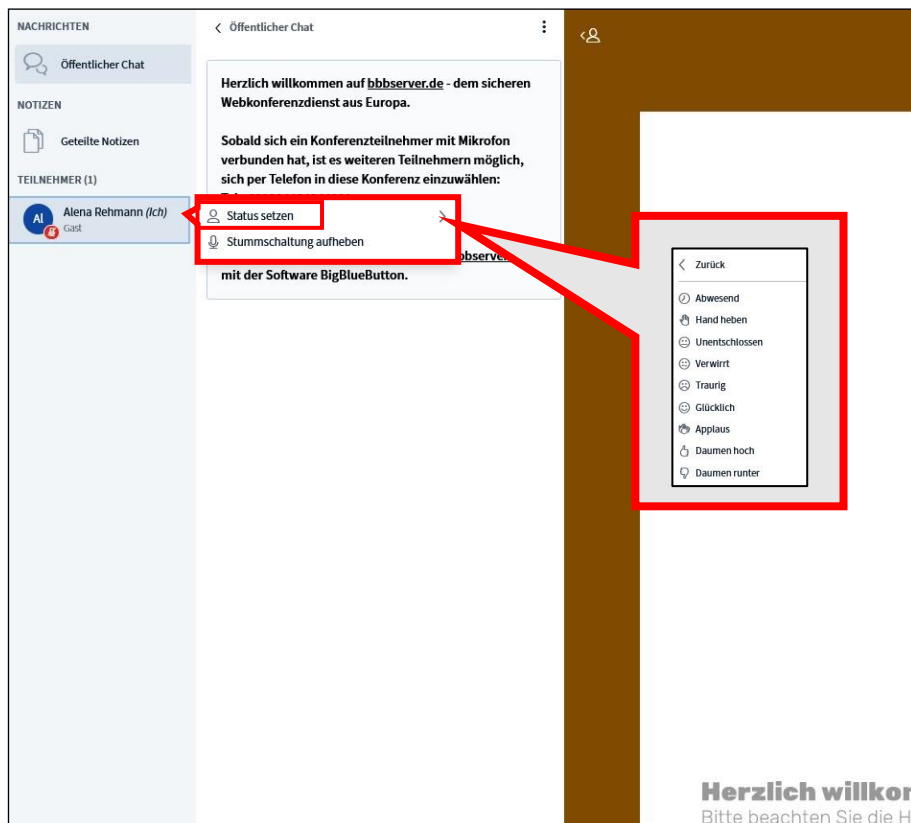 NACHRICHTEN
Öffentlicher Chat
NOTIZEN
Geteilte Notizen
TEILNEHMER (1)
Al
Alena Rehmann (Ich)
Gast
Öffentlicher Chat
Herzlich willkommen auf bbbserver.de - dem sicheren
Webkonferenzdienst aus Europa.
Sobald sich ein Konferenzteilnehmer mit Mikrofon
verbunden hat, ist es weiteren Teilnehmern möglich,
sich per Telefon in diese Konferenz einzuwählen:
Status setzen
Stummschaltung aufheben
mit der Software BigBlueButton.
Zurück
Abwesend
Hand heben
Unentschlossen
Verwirrt
Traurig
Glücklich
Applaus
Daumen hoch
Daumen runter
Herzlich willkor
Bitte beachten Sie die H